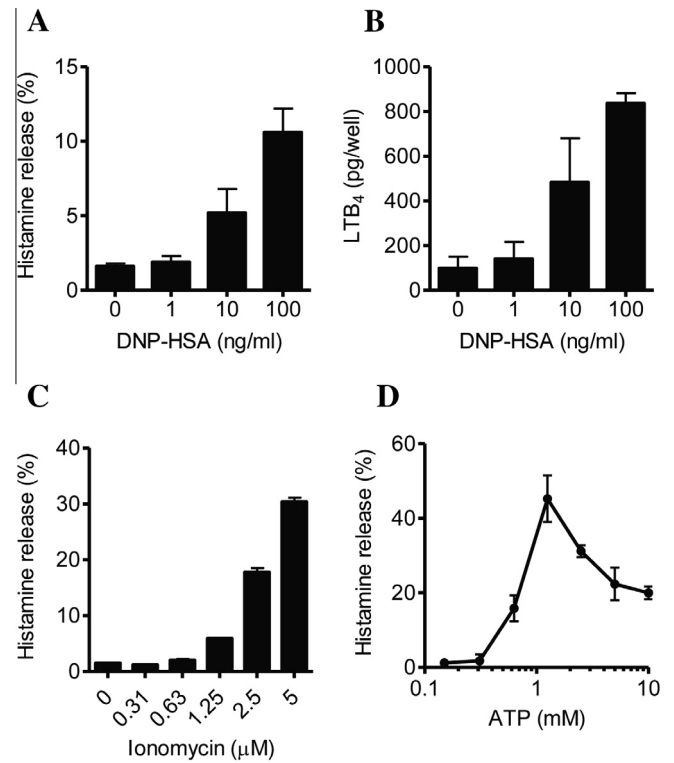 A
Histamine release (%)
15
10
5
0
0 1 10 100
DNP-HSA (ng/ml)
B
LTB4 (pg/well)
1000
800
600
400
200
0
0 1 10 100
DNP-HSA (ng/ml)
C
Histamine release (%)
40
30
20
10
0
0 0.31 0.63 1.25 2.5 5
Ionomycin (μM)
D
Histamine release (%)
60
40
20
0
0.1 1 10
ATP (mM)